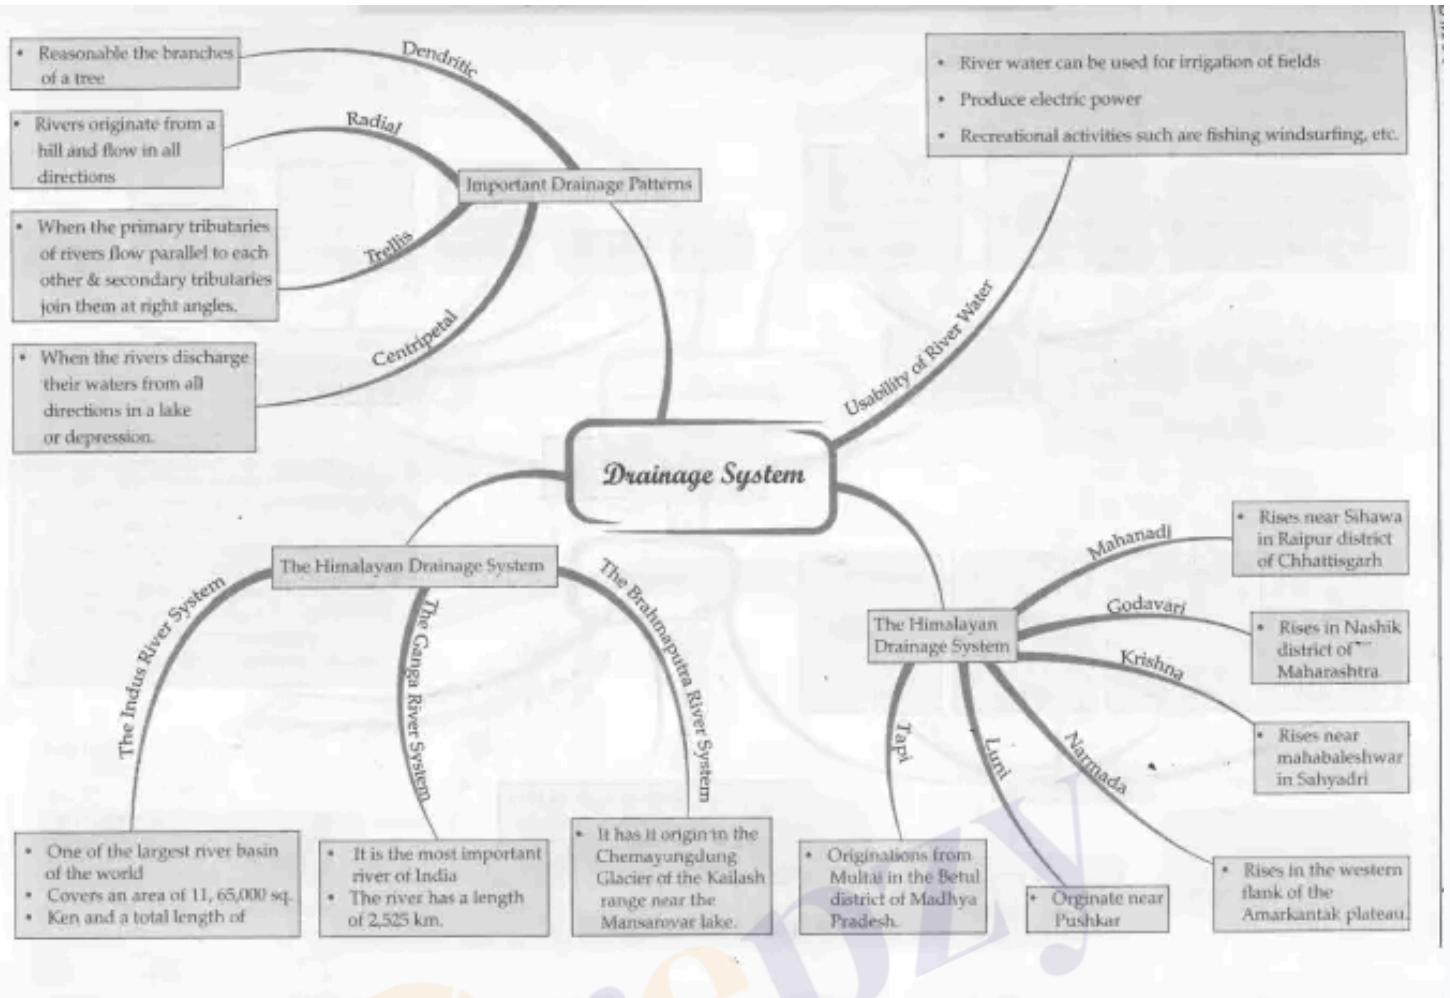 Dendritic
• Reasonable the branches
of a tree
Radial
• Rivers originate from a
hill and flow in all
directions
Important Drainage Patterns
Trellis
• When the primary tributaries
of rivers flow parallel to each
other & secondary tributaries
join them at right angles.
Centripetal
• When the rivers discharge
their waters from all
directions in a lake
or depression.
• River water can be used for irrigation of fields
• Produce electric power
• Recreational activities such are fishing windsurfing, etc.
Usability of River Water
Drainage System
The Himalayan Drainage System
The Indus River System
The Ganga River System
The Brahmaputra River System
• One of the largest river basin
of the world
• Covers an area of 11, 65,000 sq.
• Ken and a total length of
• It is the most important
river of India
• The river has a length
of 2,525 km.
• It has it origin in the
Chemayungdung
Glacier of the Kailash
range near the
Mansarovar lake.
The Himalayan
Drainage System
Mahanadi
• Rises near Sihawa
in Raipur district
of Chhattisgarh
Godavari
• Rises in Nashik
district of
Maharashtra
Krishna
• Rises near
mahabaleshwar
in Sahyadri
Narmada
• Rises in the western
flank of the
Amarkantak plateau.
Luni
• Orginate near
Pushkar
Tapi
• Originations from
Multai in the Betul
district of Madhya
Pradesh.